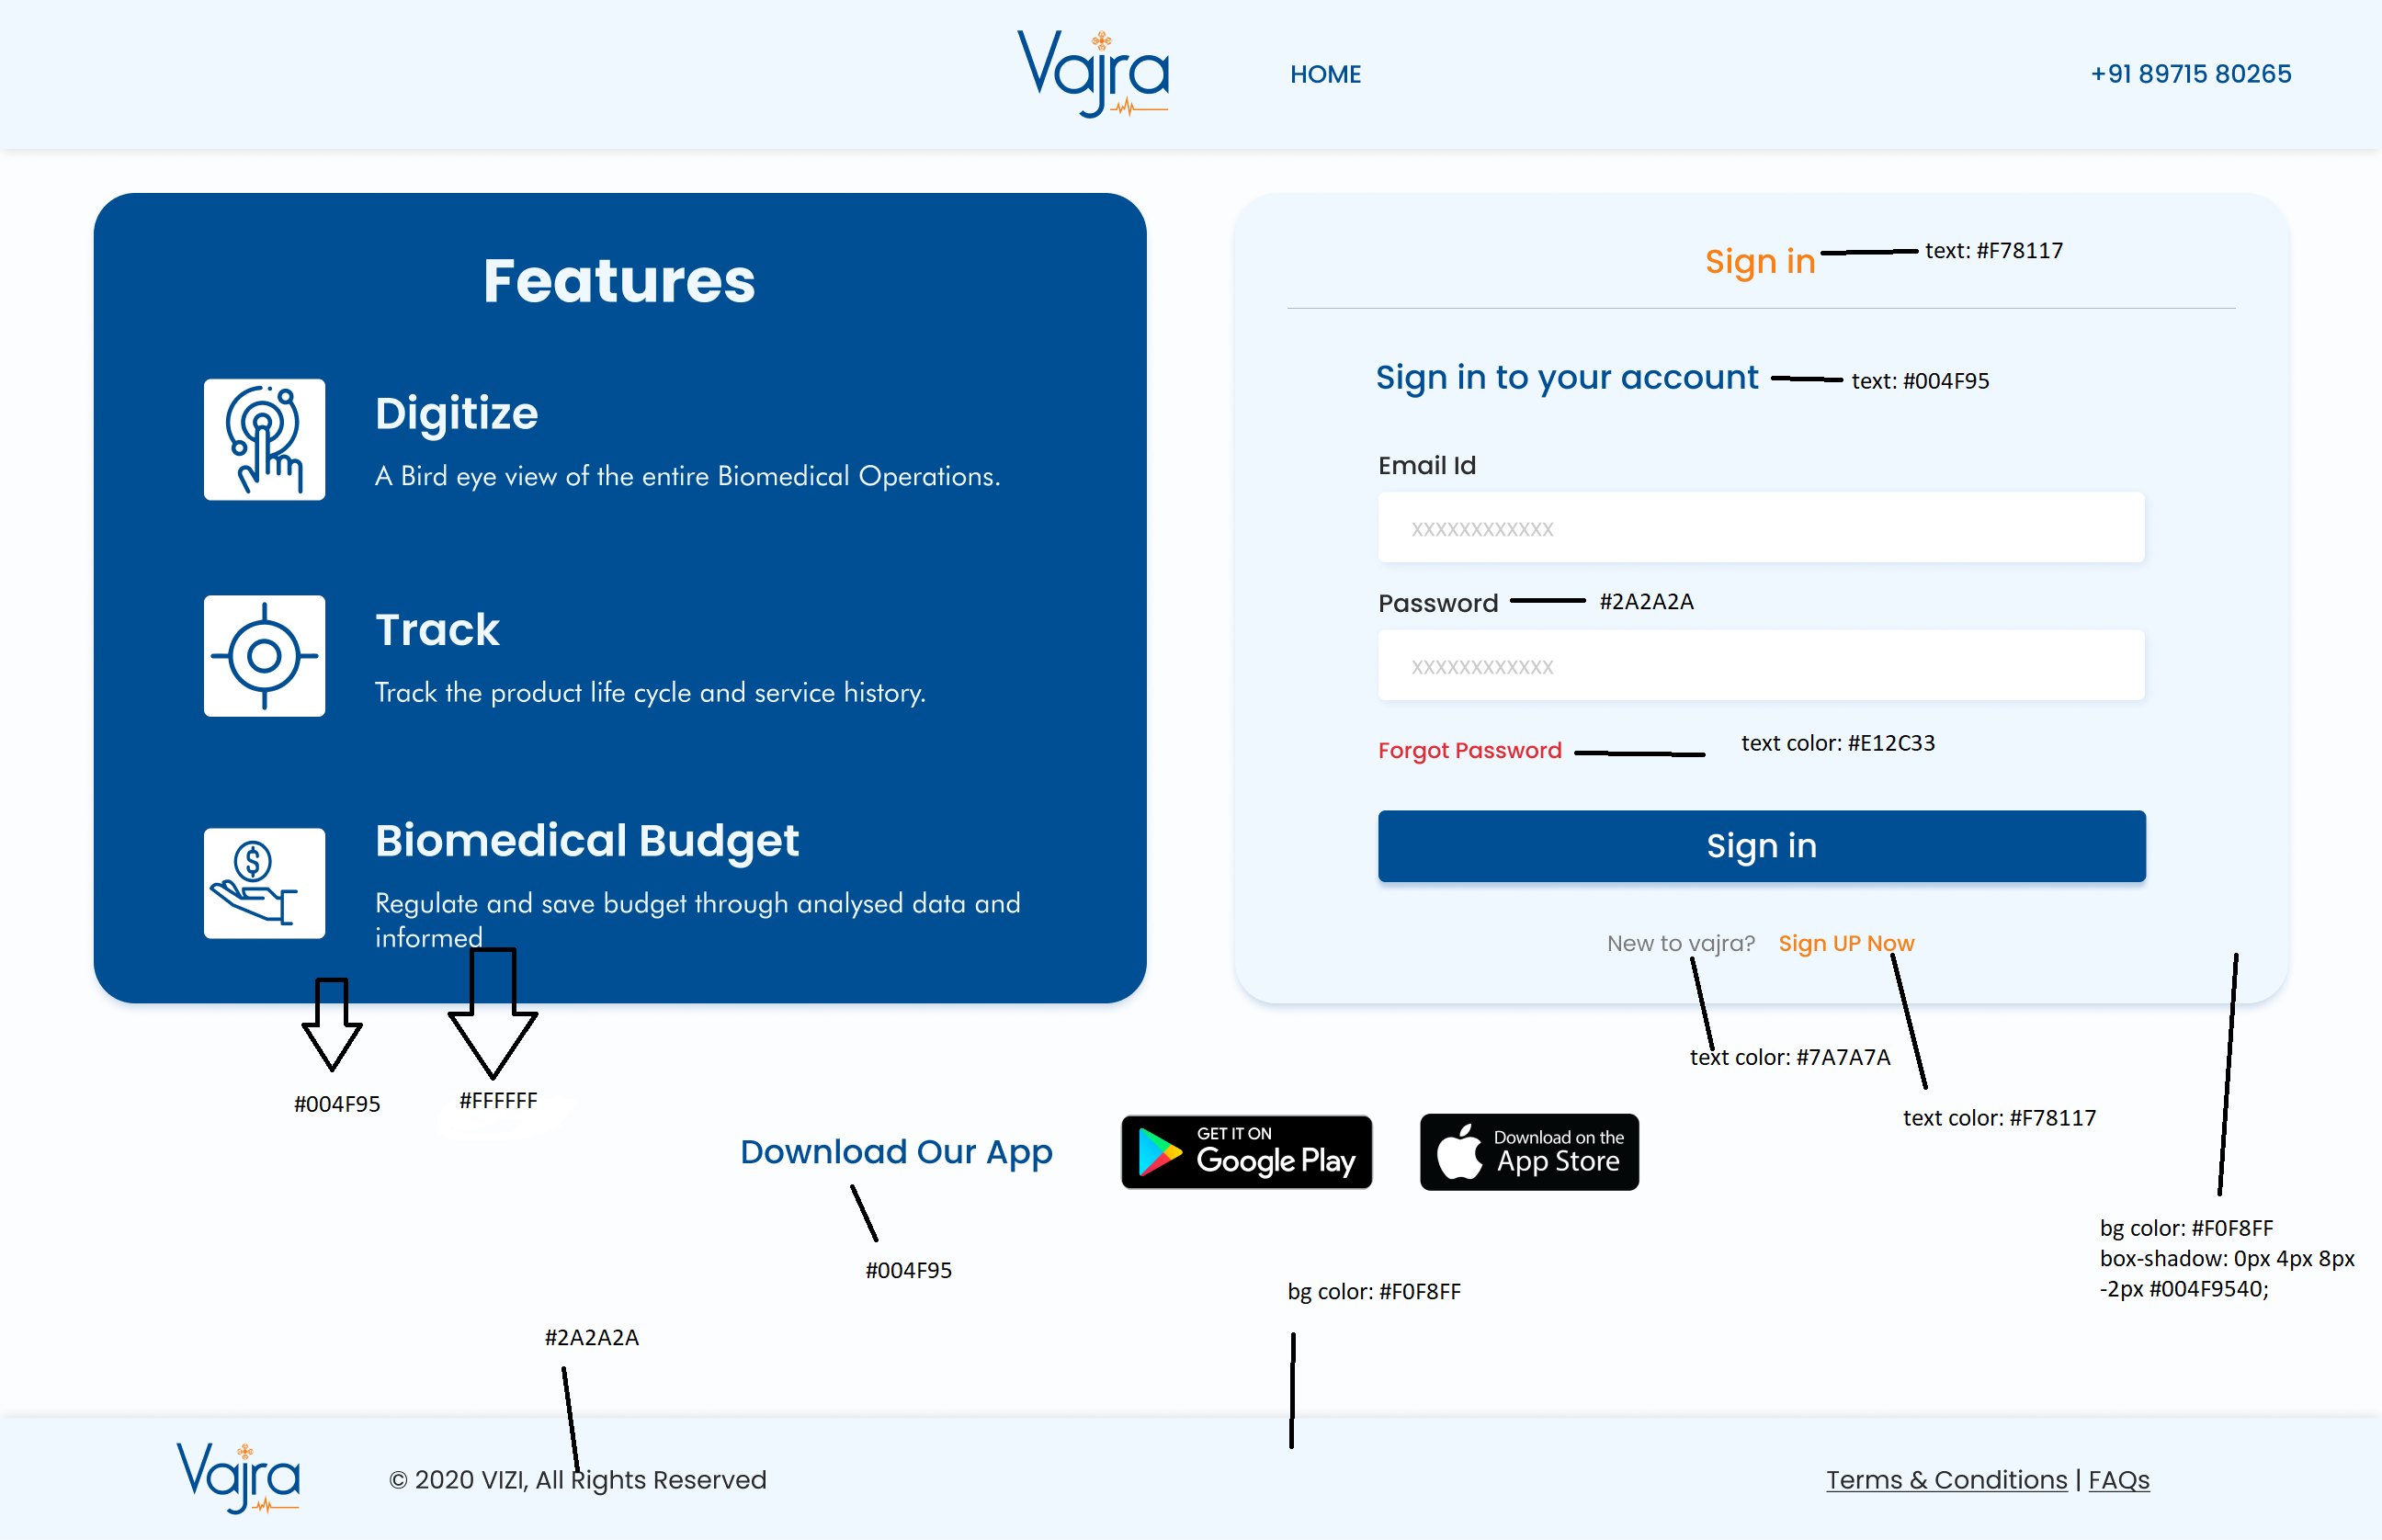 Vajra
HOME
+91 89715 80265
Features
Digitize
A Bird eye view of the entire Biomedical Operations.
Track
Track the product life cycle and service history.
Biomedical Budget
Regulate and save budget through analysed data and
informed
#004F95
#FFFFFF
Sign in
text: #F78117
Sign in to your account
text: #004F95
Email Id
xxxxxxxxxxxx
Password
#2A2A2A
xxxxxxxxxxxx
Forgot Password
text color: #E12C33
Sign in
New to vajra? Sign UP Now
text color: #7A7A7A
text color: #F78117
bg color: #F0F8FF
box-shadow: 0px 4px 8px
-2px #004F9540;
Download Our App
GET IT ON
Google Play
Download on the
App Store
#004F95
bg color: #F0F8FF
#2A2A2A
Vajra
© 2020 VIZI, All Rights Reserved
Terms & Conditions | FAQs